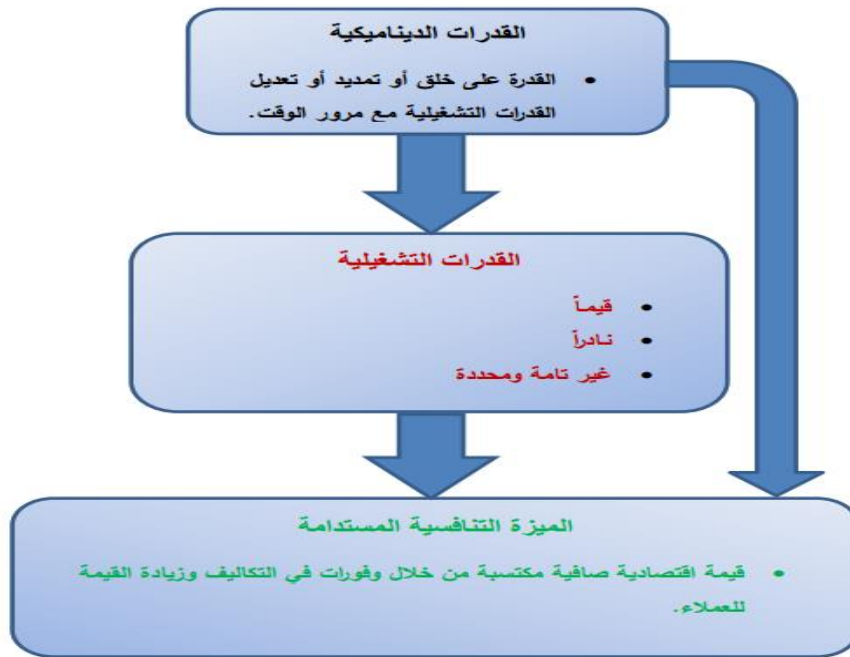 القدرات الديناميكية
• القدرة على خلق أو تمديد أو تعديل
القدرات التشغيلية مع مرور الوقت.
القدرات التشغيلية
• قيماً
• نادراً
• غير تامة ومحددة
الميزة التنافسية المستدامة
• قيمة اقتصادية صافية مكتسبة من خلال وفورات في التكاليف وزيادة القيمة
للعملاء.